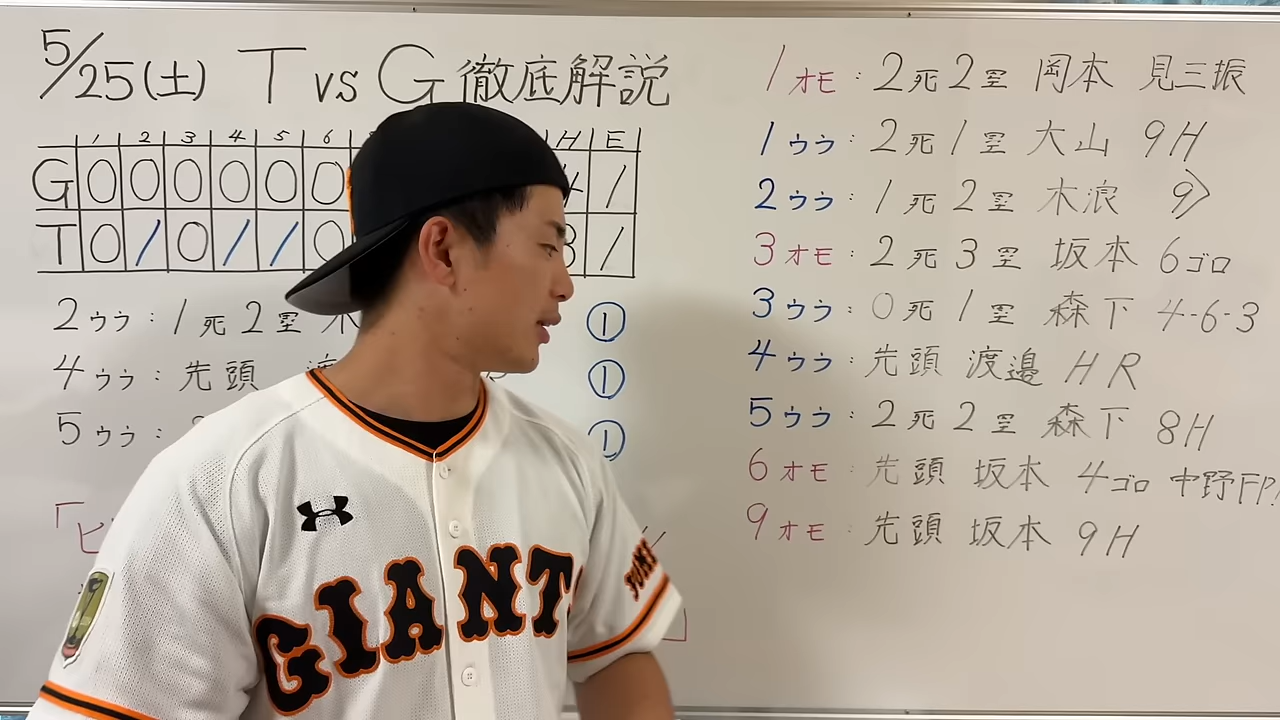 5/25(土) T vs G 徹底解説
1 2 3 4 5 6 H E
G 0 0 0 0 0 0 4 1
T 0 1 0 1 1 0 1
2ウラ:1死2塁 木 ①
4ウラ:先頭 渡 ①
5ウラ: ①
「ピ
1オモ:2死2塁 岡本 見三振
1ウラ:2死1塁 大山 9H
2ウラ:1死2塁 木浪 9>
3オモ:2死3塁 坂本 6ゴロ
3ウラ:0死1塁 森下 4-6-3
4ウラ:先頭 渡邉 HR
5ウラ:2死2塁 森下 8H
6オモ:先頭 坂本 4ゴロ 中野FP!
9オモ:先頭 坂本 9H
GIANTS